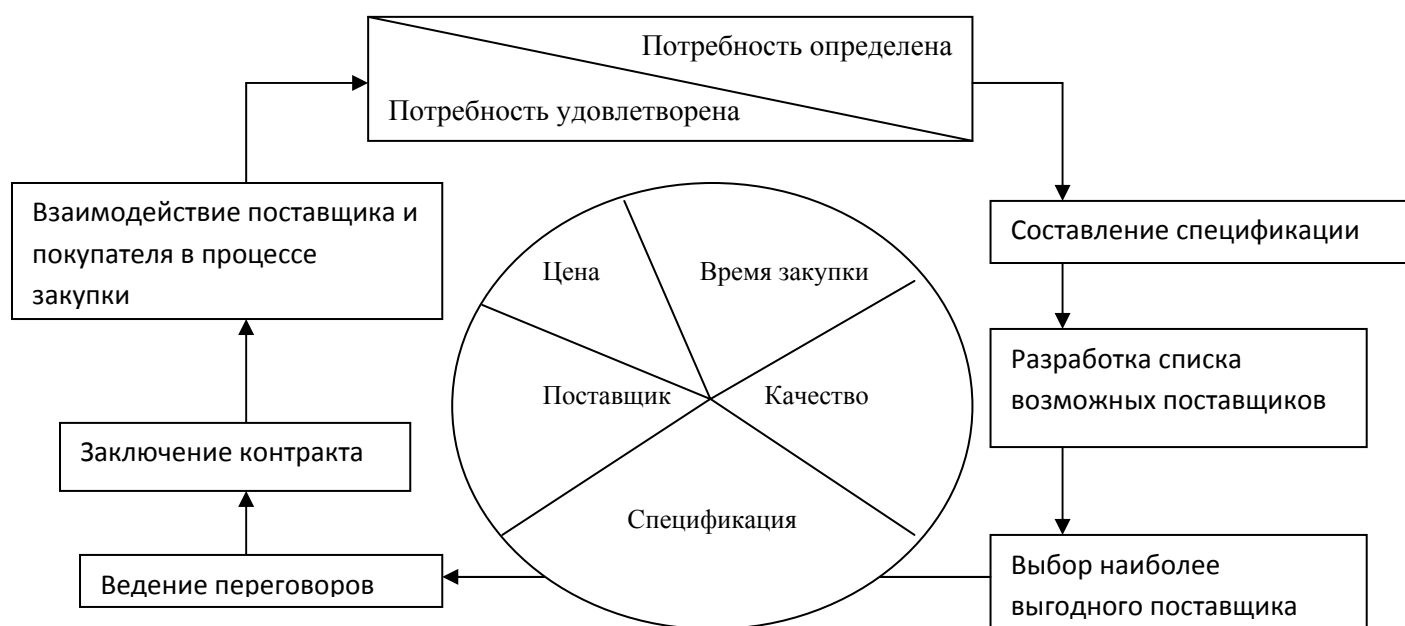 Потребность определена
Потребность удовлетворена
Взаимодействие поставщика и
покупателя в процессе
закупки
Составление спецификации
Цена
Время закупки
Разработка списка
возможных поставщиков
Поставщик
Качество
Заключение контракта
Спецификация
Ведение переговоров
Выбор наиболее
выгодного поставщика